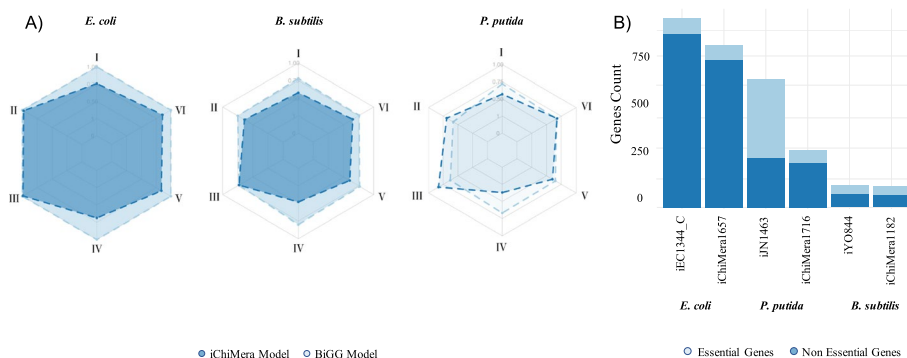 A)
E. coli
B. subtilis
P. putida
B)
I
II
VI
III
V
IV
I
II
VI
III
V
IV
I
II
VI
III
V
IV
iChiMera Model
BiGG Model
Genes Count
750
500
250
0
iEC1344_C
iChiMera1657
iJN1463
iChiMera1716
iYO844
iChiMera1182
E. coli
P. putida
B. subtilis
Essential Genes
Non Essential Genes